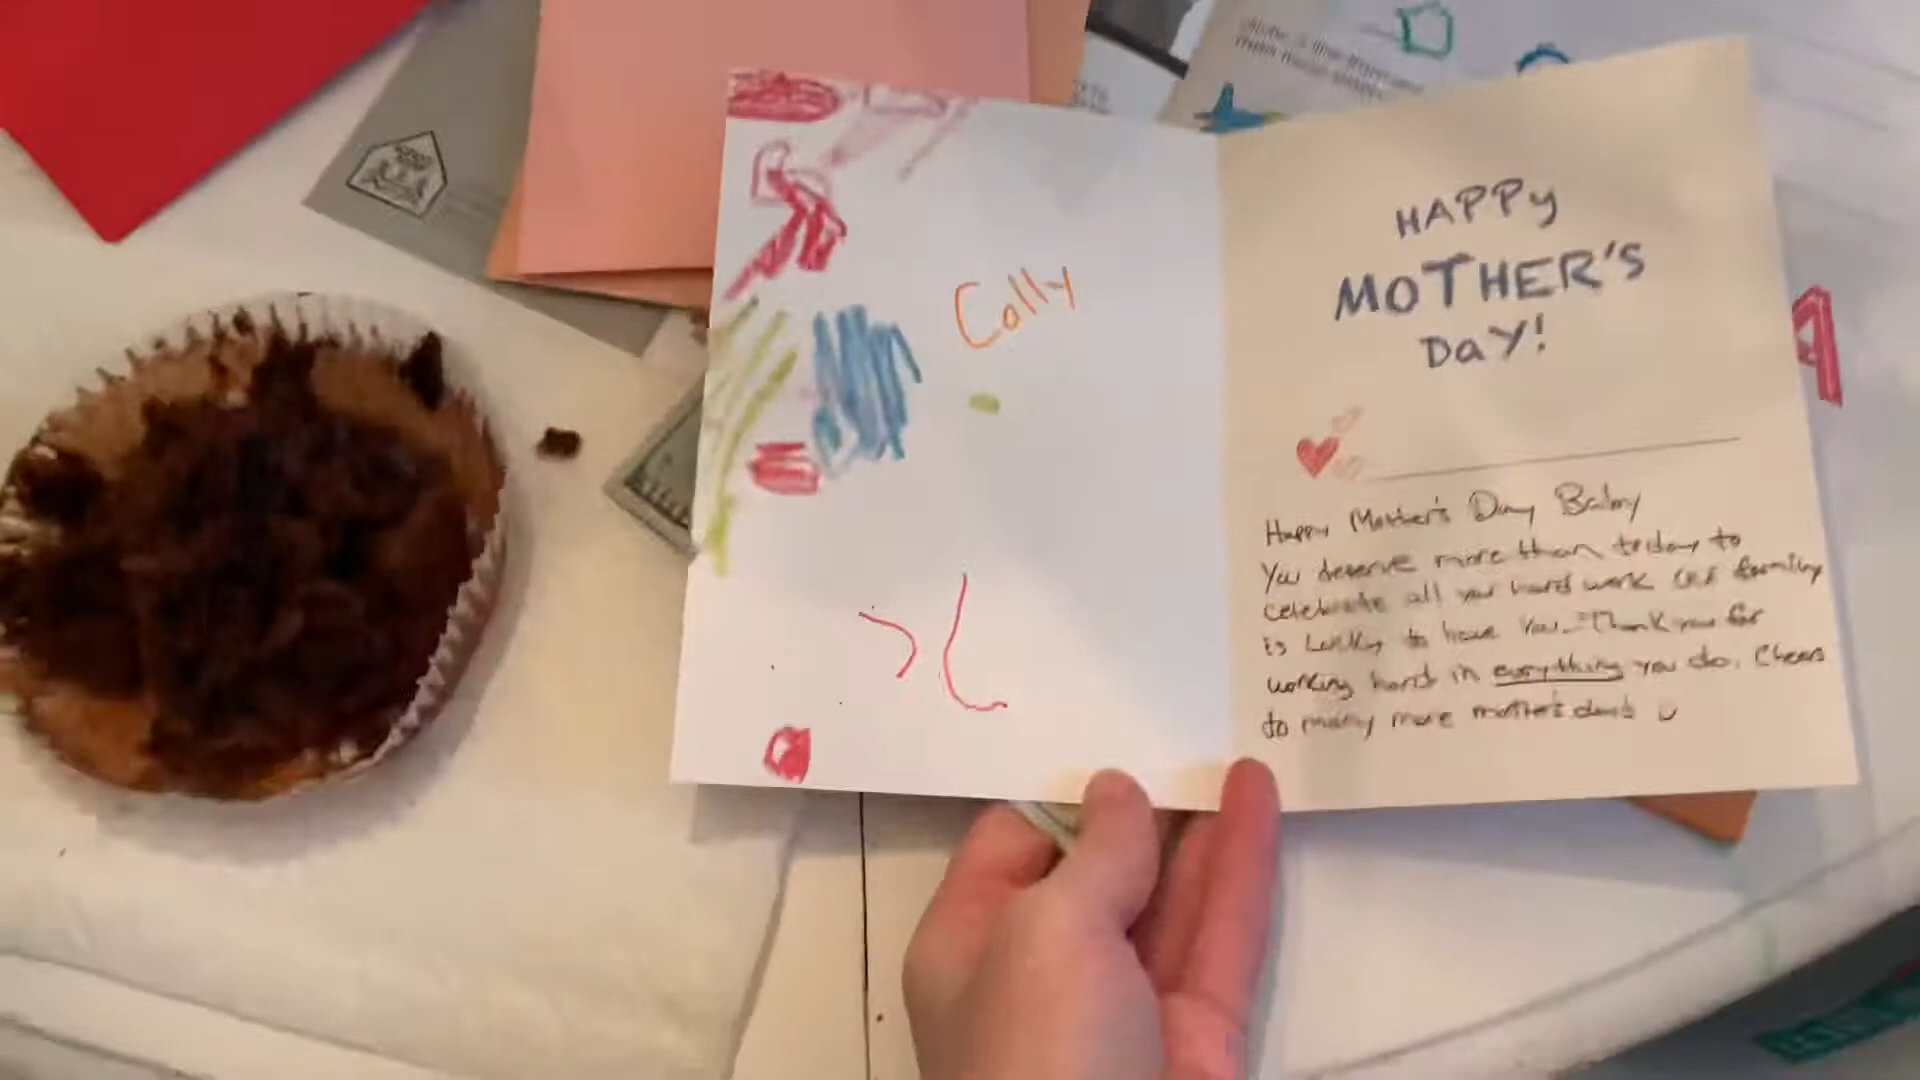 Cally
HAPPY
MOTHER'S
DAY!
Happy Mother's Day Baby
You deserve more than today to
celebrate all your hard work our family
is lucky to have you. Thank you for
working hard in everything you do. Cheers
to many more mother's days